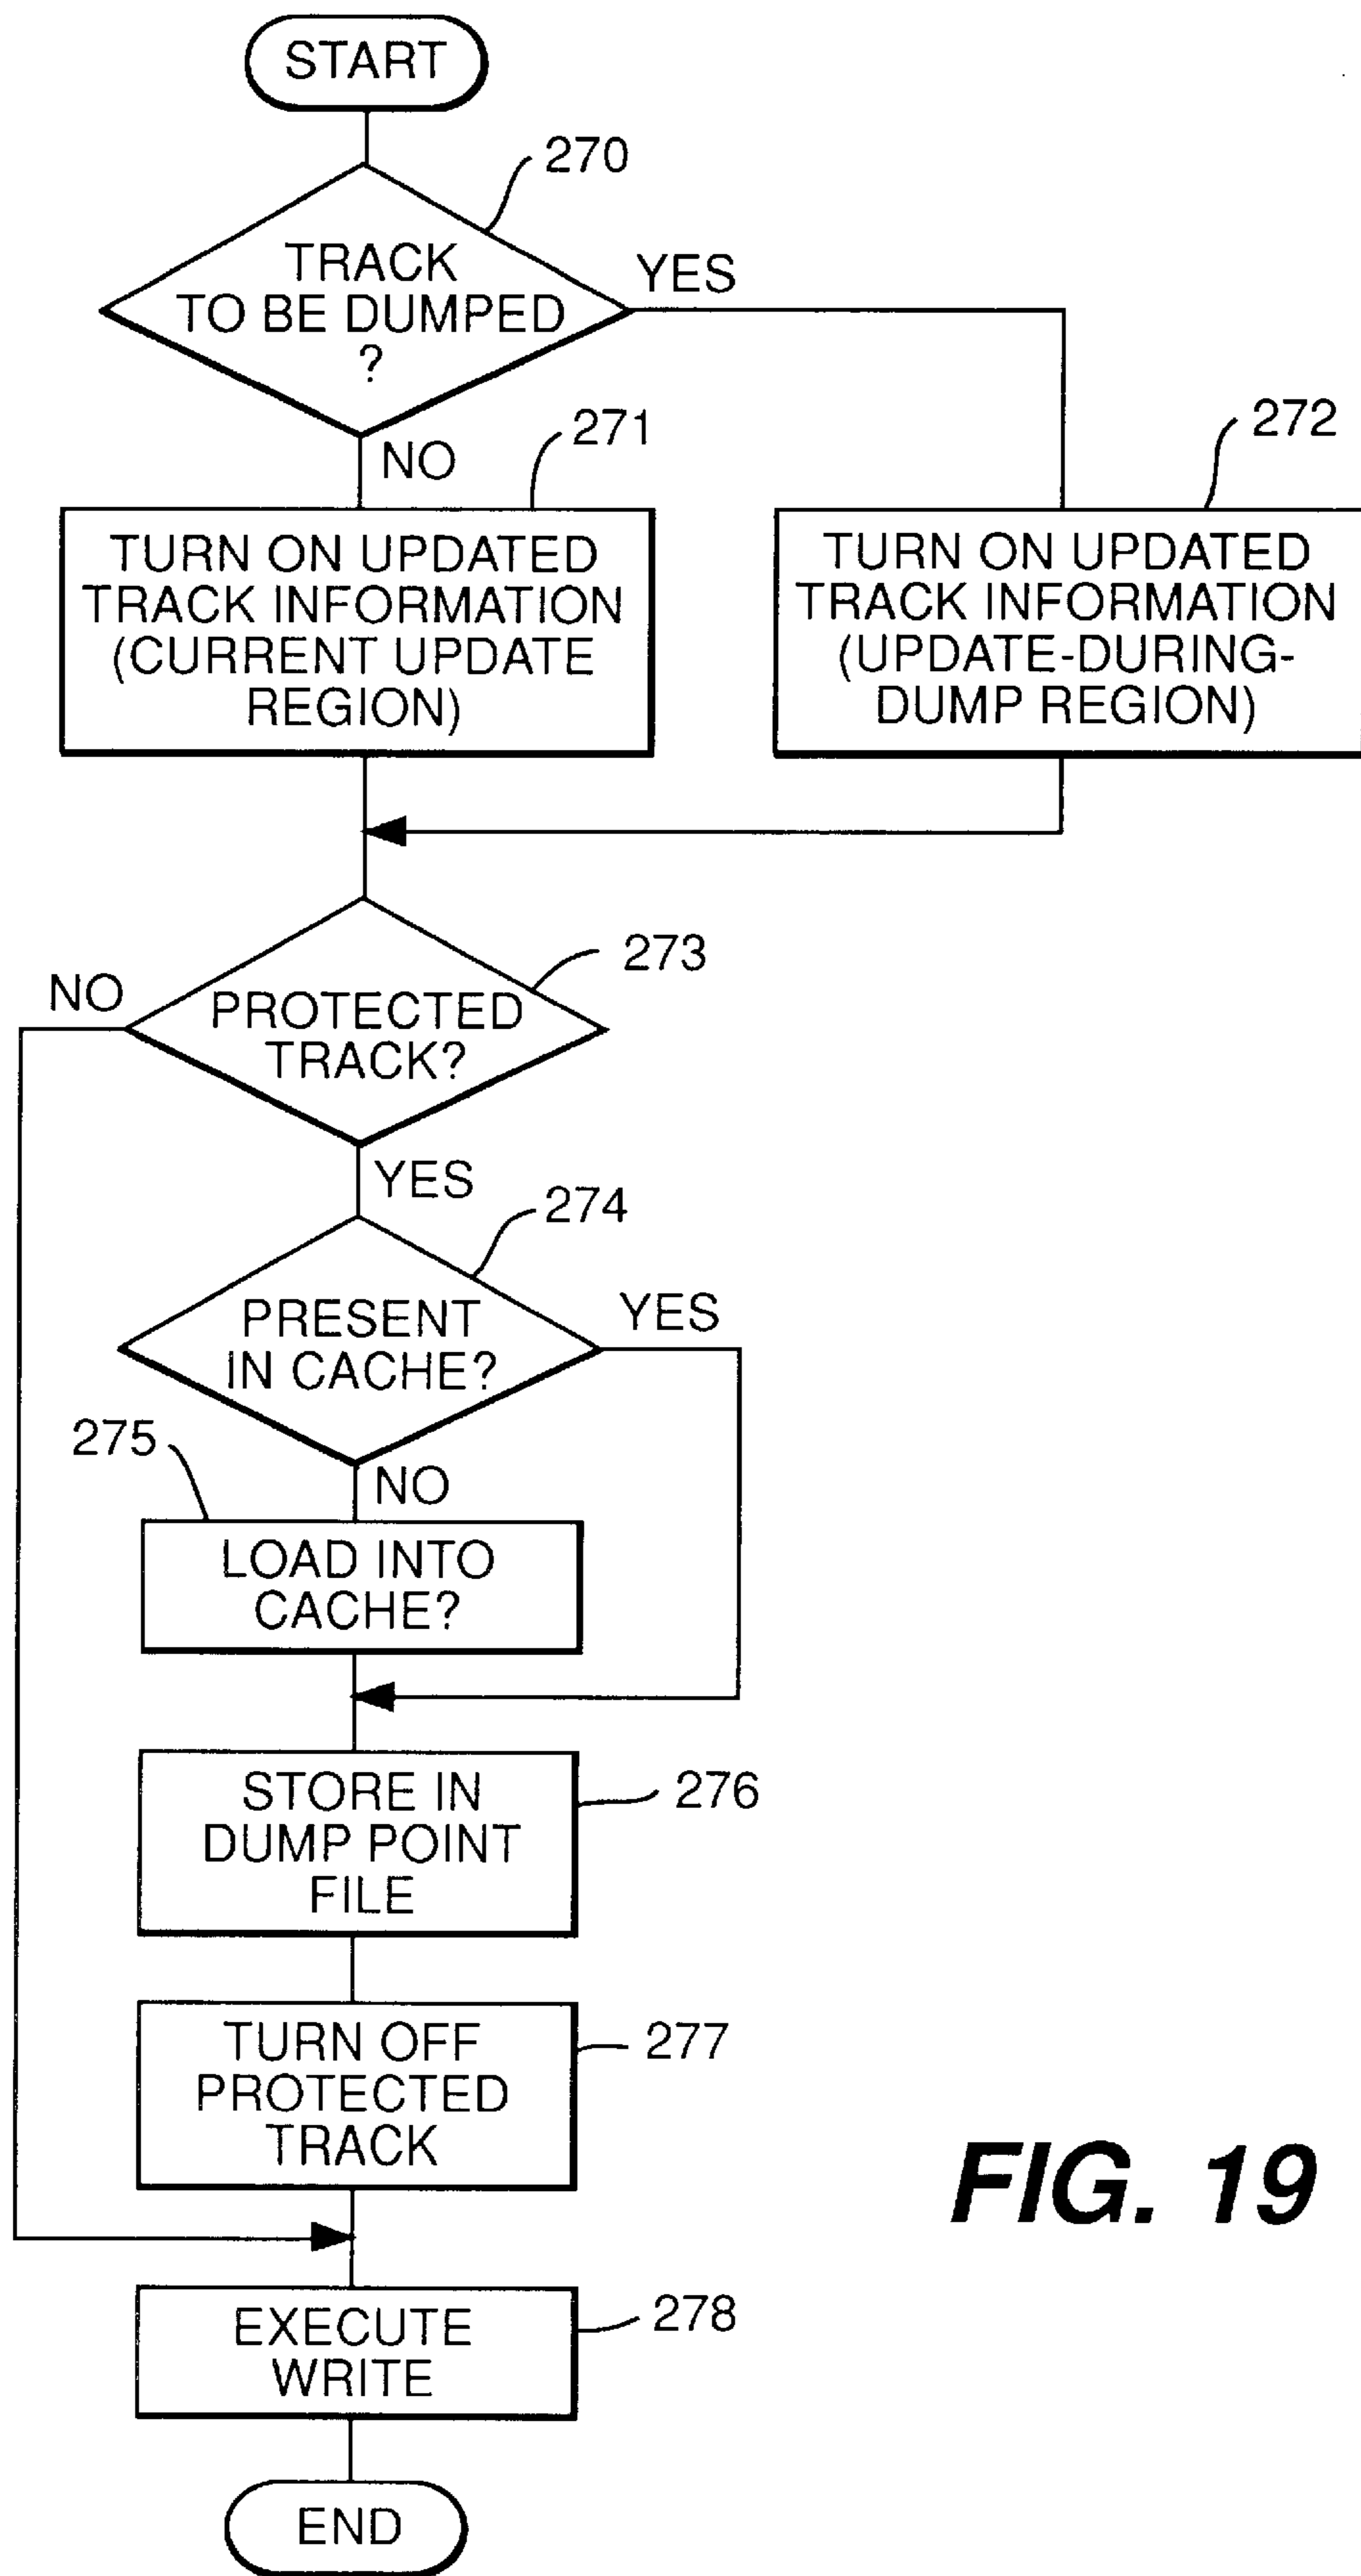 START
270
TRACK
TO BE DUMPED
?
YES
NO
271
272
TURN ON UPDATED
TRACK INFORMATION
(CURRENT UPDATE
REGION)
TURN ON UPDATED
TRACK INFORMATION
(UPDATE-DURING-
DUMP REGION)
273
NO
PROTECTED
TRACK?
YES
274
PRESENT
IN CACHE?
YES
275
NO
LOAD INTO
CACHE?
STORE IN
DUMP POINT
FILE
276
TURN OFF
PROTECTED
TRACK
277
FIG. 19
EXECUTE
WRITE
278
END